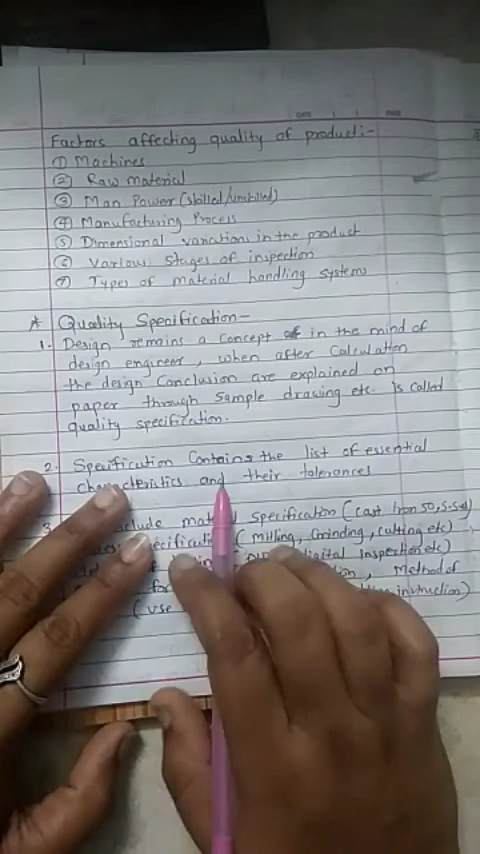 Factors affecting quality of product:-
① Machines
② Raw material
③ Man Power (skilled/unskilled)
④ Manufacturing Process
⑤ Dimensional variations in the product
⑥ Various Stages of inspection
⑦ Types of Material handling systems
* Quality Specification-
1. Design remains a concept in the mind of
design engineer, when after Calculation
the design Conclusion are explained on
paper through Sample drawing etc. is called
quality specification.
2. Specification Contains the list of essential
characteristics and their tolerances
3. include specification (Cast Iron 50, S.S
(milling, Grinding, cutting etc)
digital Inspection etc)
Method of
for instruction)
(use